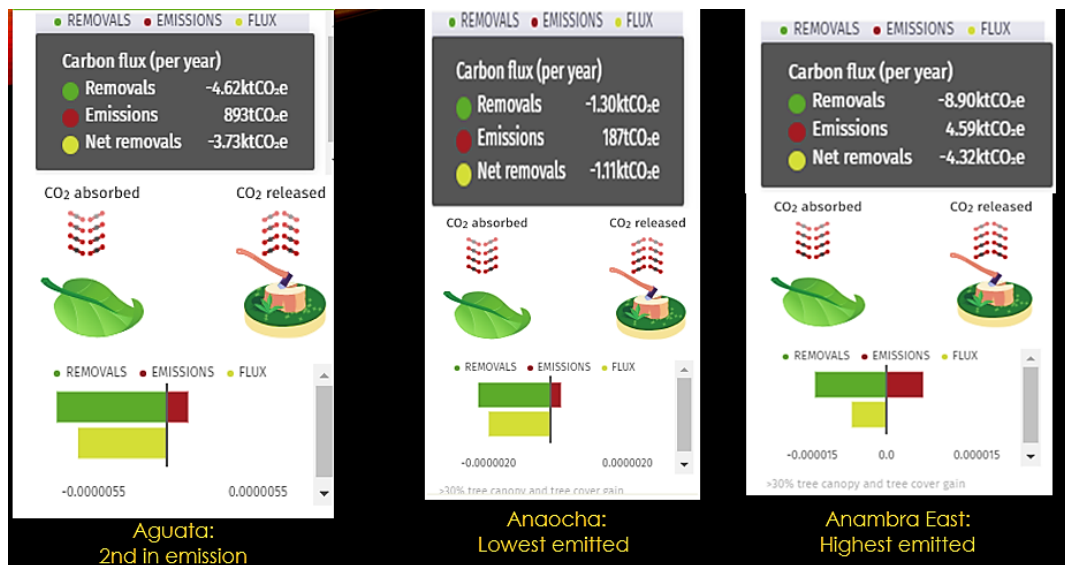 REMOVALS EMISSIONS FLUX
Carbon flux (per year)
Removals -4.62ktCO₂e
Emissions 893tCO₂e
Net removals -3.73ktCO₂e
CO₂ absorbed CO₂ released
REMOVALS EMISSIONS FLUX
-0.0000055 0.0000055
Aguata:
2nd in emission
REMOVALS EMISSIONS FLUX
Carbon flux (per year)
Removals -1.30ktCO₂e
Emissions 187tCO₂e
Net removals -1.11ktCO₂e
CO₂ absorbed CO₂ released
REMOVALS EMISSIONS FLUX
-0.0000020 0.0000020
>30% tree canopy and tree cover gain
Anaocha:
Lowest emitted
REMOVALS EMISSIONS FLUX
Carbon flux (per year)
Removals -8.90ktCO₂e
Emissions 4.59ktCO₂e
Net removals -4.32ktCO₂e
CO₂ absorbed CO₂ released
REMOVALS EMISSIONS FLUX
-0.000015 0.0 0.000015
>30% tree canopy and tree cover gain
Anambra East:
Highest emitted